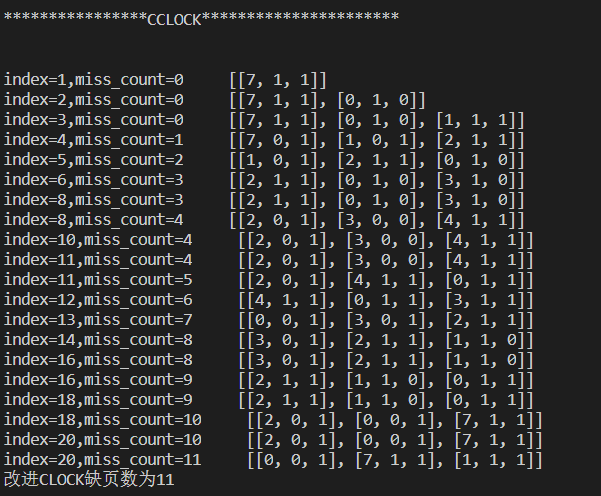 ****************CCLOCK**********************
index=1,miss_count=0     [[7, 1, 1]]
index=2,miss_count=0     [[7, 1, 1], [0, 1, 0]]
index=3,miss_count=0     [[7, 1, 1], [0, 1, 0], [1, 1, 1]]
index=4,miss_count=1     [[7, 0, 1], [1, 0, 1], [2, 1, 1]]
index=5,miss_count=2     [[1, 0, 1], [2, 1, 1], [0, 1, 0]]
index=6,miss_count=3     [[2, 1, 1], [0, 1, 0], [3, 1, 0]]
index=8,miss_count=3     [[2, 1, 1], [0, 1, 0], [3, 1, 0]]
index=8,miss_count=4     [[2, 0, 1], [3, 0, 0], [4, 1, 1]]
index=10,miss_count=4     [[2, 0, 1], [3, 0, 0], [4, 1, 1]]
index=11,miss_count=4     [[2, 0, 1], [3, 0, 0], [4, 1, 1]]
index=11,miss_count=5     [[2, 0, 1], [4, 1, 1], [0, 1, 1]]
index=12,miss_count=6     [[4, 1, 1], [0, 1, 1], [3, 1, 1]]
index=13,miss_count=7     [[0, 0, 1], [3, 0, 1], [2, 1, 1]]
index=14,miss_count=8     [[3, 0, 1], [2, 1, 1], [1, 1, 0]]
index=16,miss_count=8     [[3, 0, 1], [2, 1, 1], [1, 1, 0]]
index=16,miss_count=9     [[2, 1, 1], [1, 1, 0], [0, 1, 1]]
index=18,miss_count=9     [[2, 1, 1], [1, 1, 0], [0, 1, 1]]
index=18,miss_count=10     [[2, 0, 1], [0, 0, 1], [7, 1, 1]]
index=20,miss_count=10     [[2, 0, 1], [0, 0, 1], [7, 1, 1]]
index=20,miss_count=11     [[0, 0, 1], [7, 1, 1], [1, 1, 1]]
改进CLOCK缺页数为11